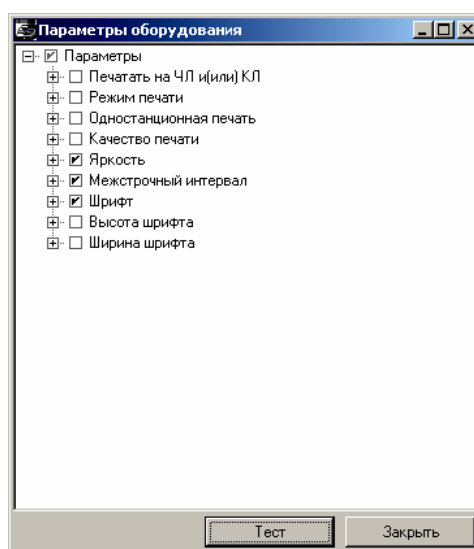 Параметры оборудования
Параметры
Печатать на ЧЛ и(или) КЛ
Режим печати
Одностанционная печать
Качество печати
Яркость
Межстрочный интервал
Шрифт
Высота шрифта
Ширина шрифта
Тест
Закрыть